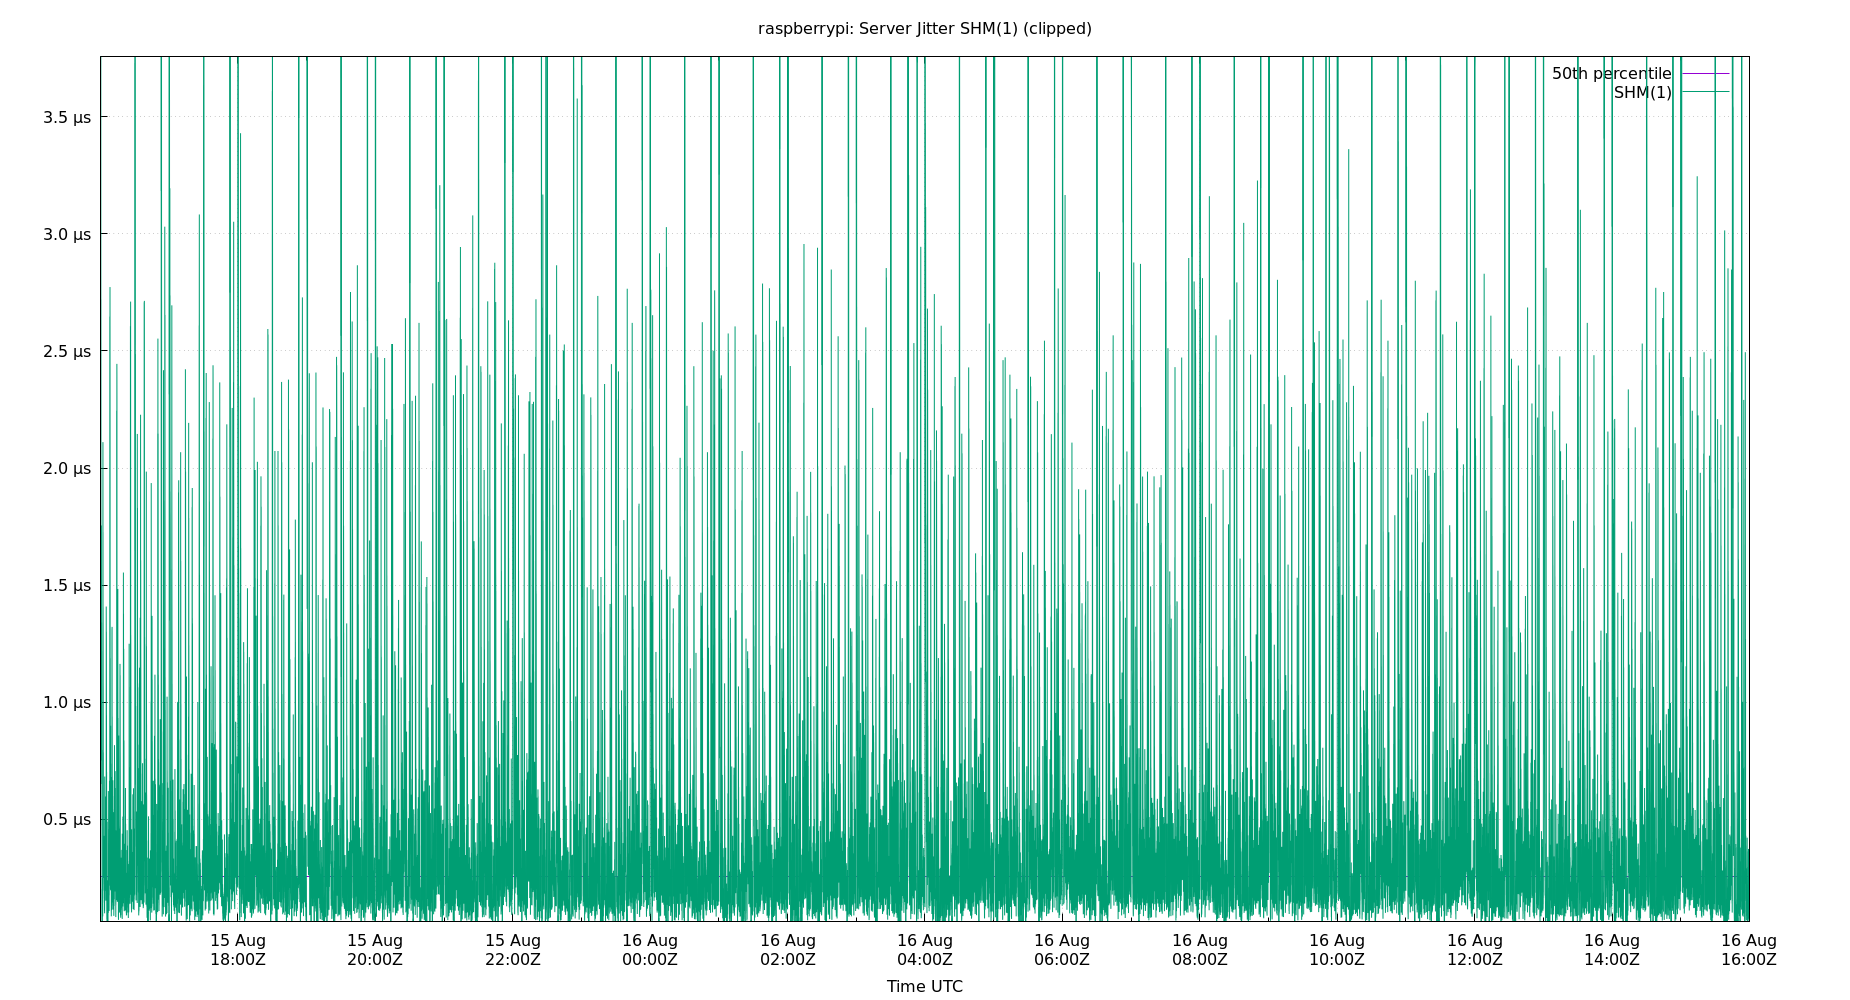 raspberrypi: Server Jitter SHM(1) (clipped)
50th percentile
SHM(1)
3.5 µs
3.0 µs
2.5 µs
2.0 µs
1.5 µs
1.0 µs
0.5 µs
15 Aug 15 Aug 15 Aug 16 Aug 16 Aug 16 Aug 16 Aug 16 Aug 16 Aug 16 Aug 16 Aug 16 Aug
18:00Z 20:00Z 22:00Z 00:00Z 02:00Z 04:00Z 06:00Z 08:00Z 10:00Z 12:00Z 14:00Z 16:00Z
Time UTC